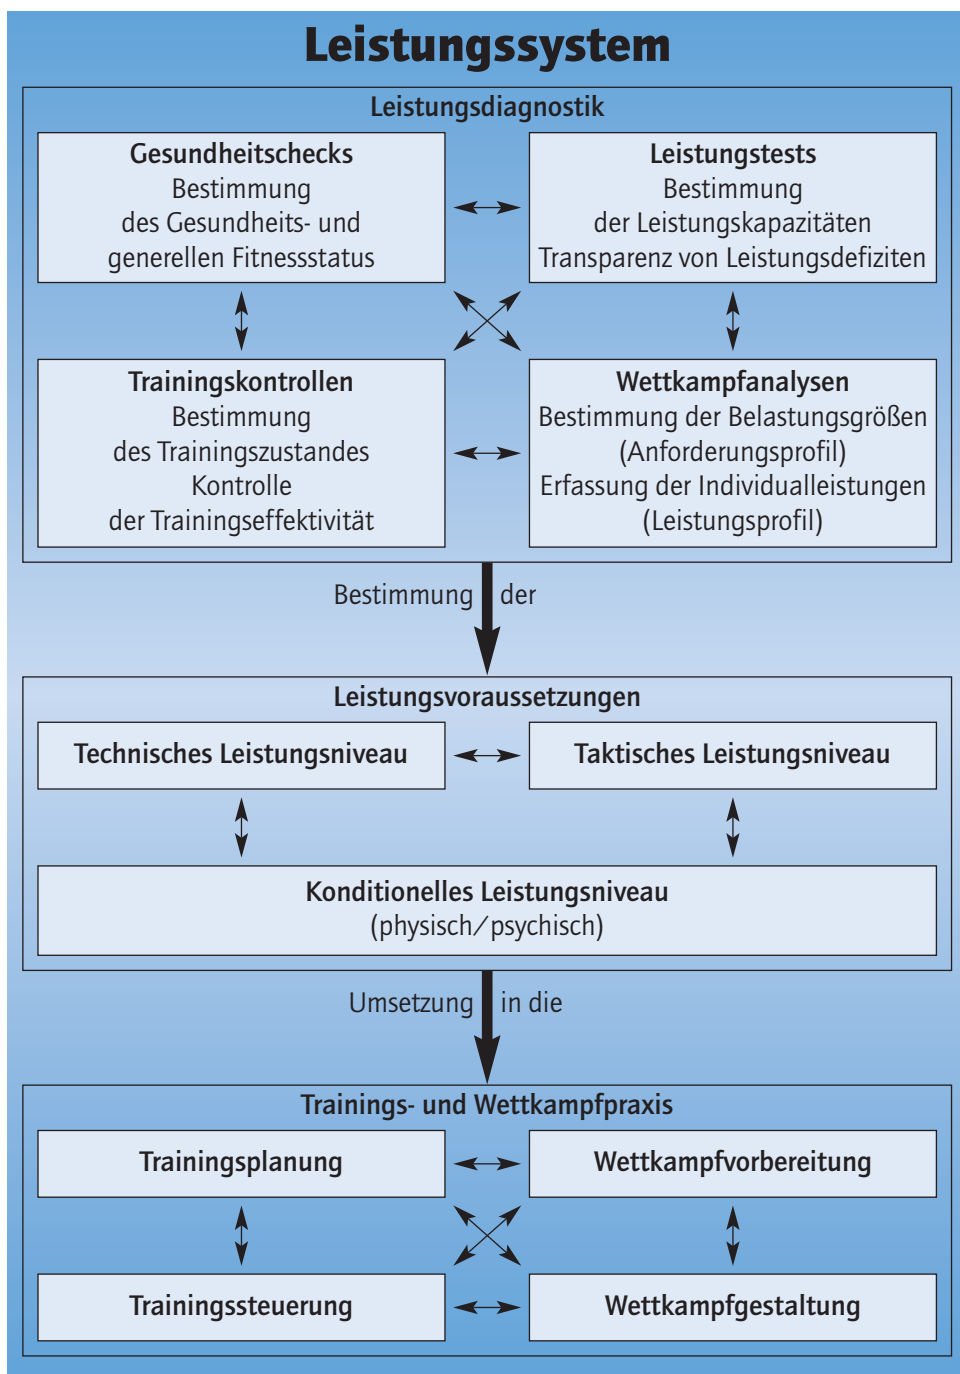 Leistungssystem
Leistungsdiagnostik
Gesundheitschecks
Bestimmung
des Gesundheits- und
generellen Fitnessstatus
Leistungstests
Bestimmung
der Leistungskapazitäten
Transparenz von Leistungsdefiziten
Trainingskontrollen
Bestimmung
des Trainingszustandes
Kontrolle
der Trainingseffektivität
Wettkampfanalysen
Bestimmung der Belastungsgrößen
(Anforderungsprofil)
Erfassung der Individualleistungen
(Leistungsprofil)
Bestimmung der
Leistungsvoraussetzungen
Technisches Leistungsniveau
Taktisches Leistungsniveau
Konditionelles Leistungsniveau
(physisch/psychisch)
Umsetzung in die
Trainings- und Wettkampfpraxis
Trainingsplanung
Wettkampfvorbereitung
Trainingssteuerung
Wettkampfgestaltung